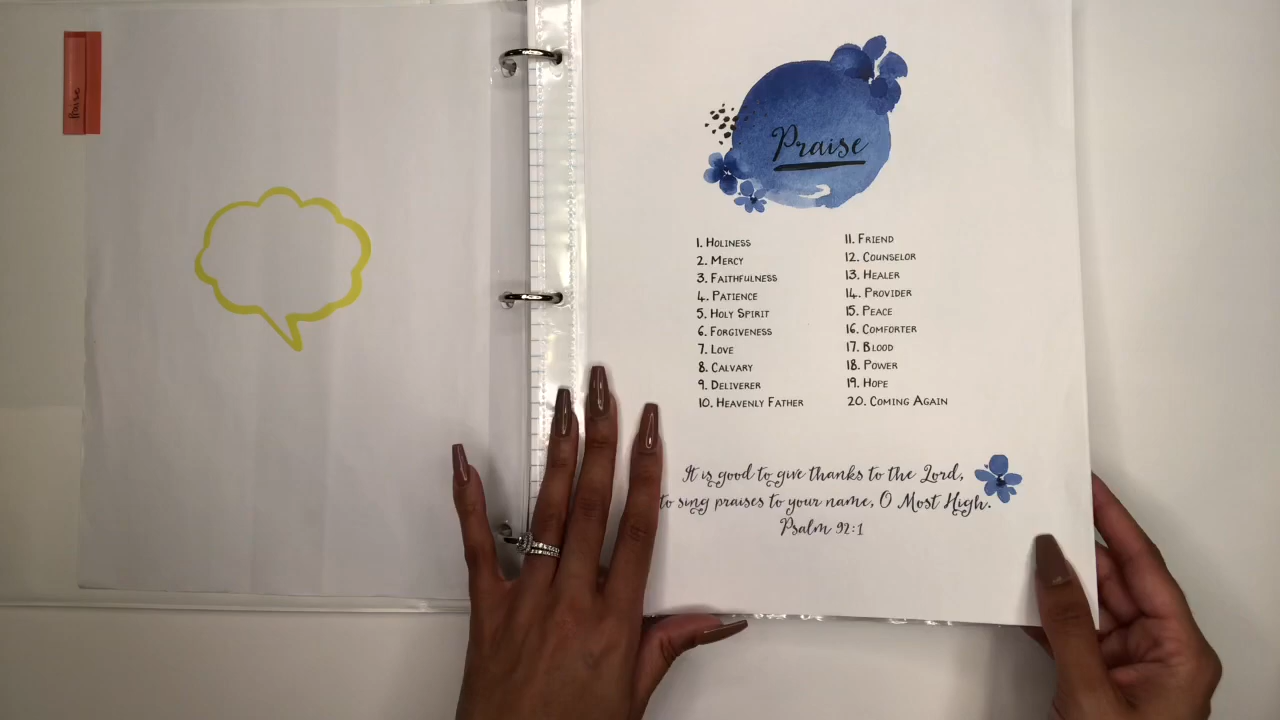 Praise
Praise
1. Holiness
2. Mercy
3. Faithfulness
4. Patience
5. Holy Spirit
6. Forgiveness
7. Love
8. Calvary
9. Deliverer
10. Heavenly Father
11. Friend
12. Counselor
13. Healer
14. Provider
15. Peace
16. Comforter
17. Blood
18. Power
19. Hope
20. Coming Again
It is good to give thanks to the Lord,
to sing praises to your name, O Most High.
Psalm 92:1